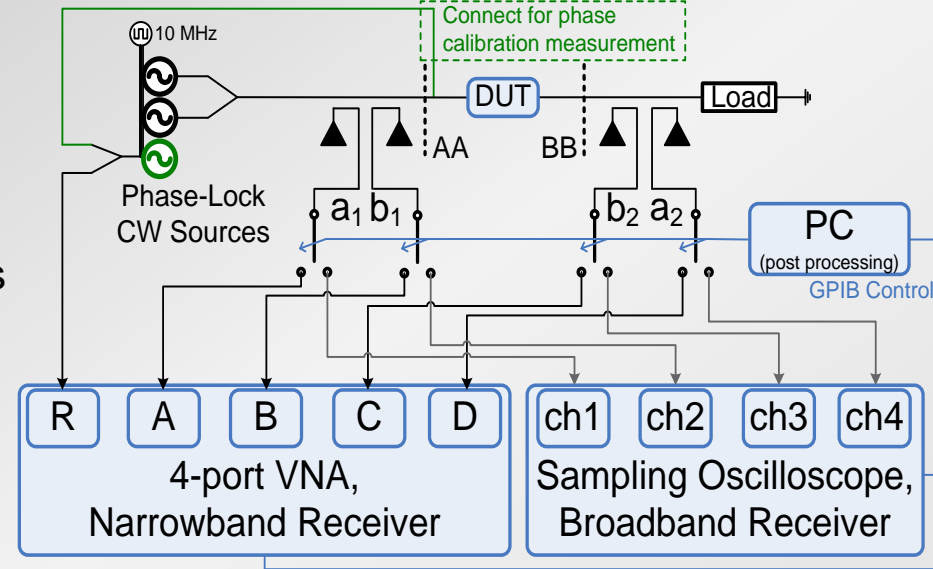 Connect for phase
calibration measurement
10 MHz
DUT
Load
AA
BB
Phase-Lock
CW Sources
a1 b1
b2 a2
PC
(post processing)
GPIB Control
s
R
A
B
C
D
ch1
ch2
ch3
ch4
4-port VNA,
Narrowband Receiver
Sampling Oscilloscope,
Broadband Receiver